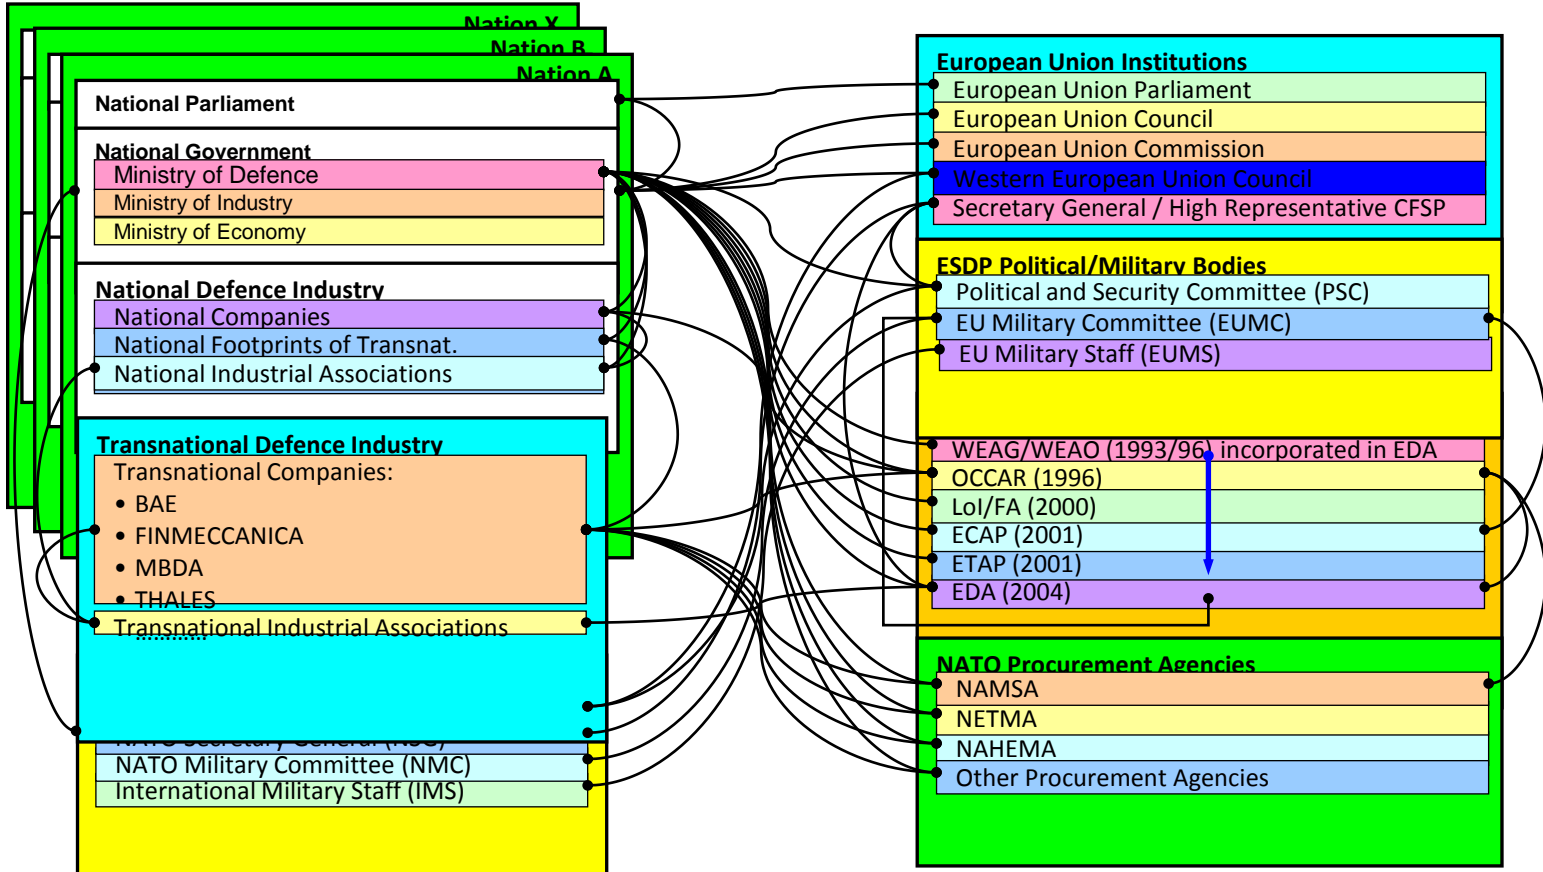 Nation X
Nation B
Nation A
National Parliament
National Government
Ministry of Defence
Ministry of Industry
Ministry of Economy
National Defence Industry
National Companies
National Footprints of Transnat.
National Industrial Associations
Transnational Defence Industry
Transnational Companies:
• BAE
• FINMECCANICA
• MBDA
• THALES
............
Transnational Industrial Associations
NATO Secretary General (NSG)
NATO Military Committee (NMC)
International Military Staff (IMS)
European Union Institutions
European Union Parliament
European Union Council
European Union Commission
Western European Union Council
Secretary General / High Representative CFSP
ESDP Political/Military Bodies
Political and Security Committee (PSC)
EU Military Committee (EUMC)
EU Military Staff (EUMS)
WEAG/WEAO (1993/96) incorporated in EDA
OCCAR (1996)
LoI/FA (2000)
ECAP (2001)
ETAP (2001)
EDA (2004)
NATO Procurement Agencies
NAMSA
NETMA
NAHEMA
Other Procurement Agencies